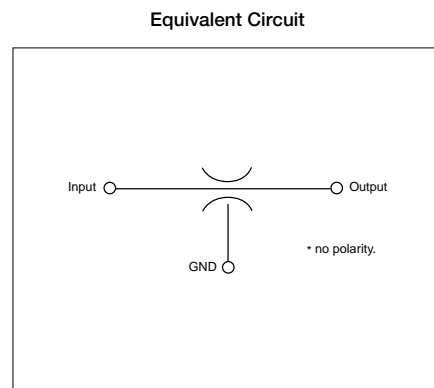 Equivalent Circuit
Input
Output
* no polarity.
GND